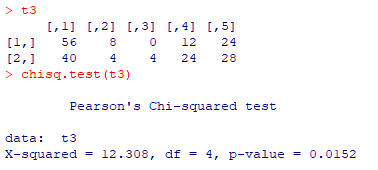 > t3
     [,1] [,2] [,3] [,4] [,5]
[1,]   56    8    0   12   24
[2,]   40    4    4   24   28
> chisq.test(t3)

        Pearson's Chi-squared test

data:  t3
X-squared = 12.308, df = 4, p-value = 0.0152